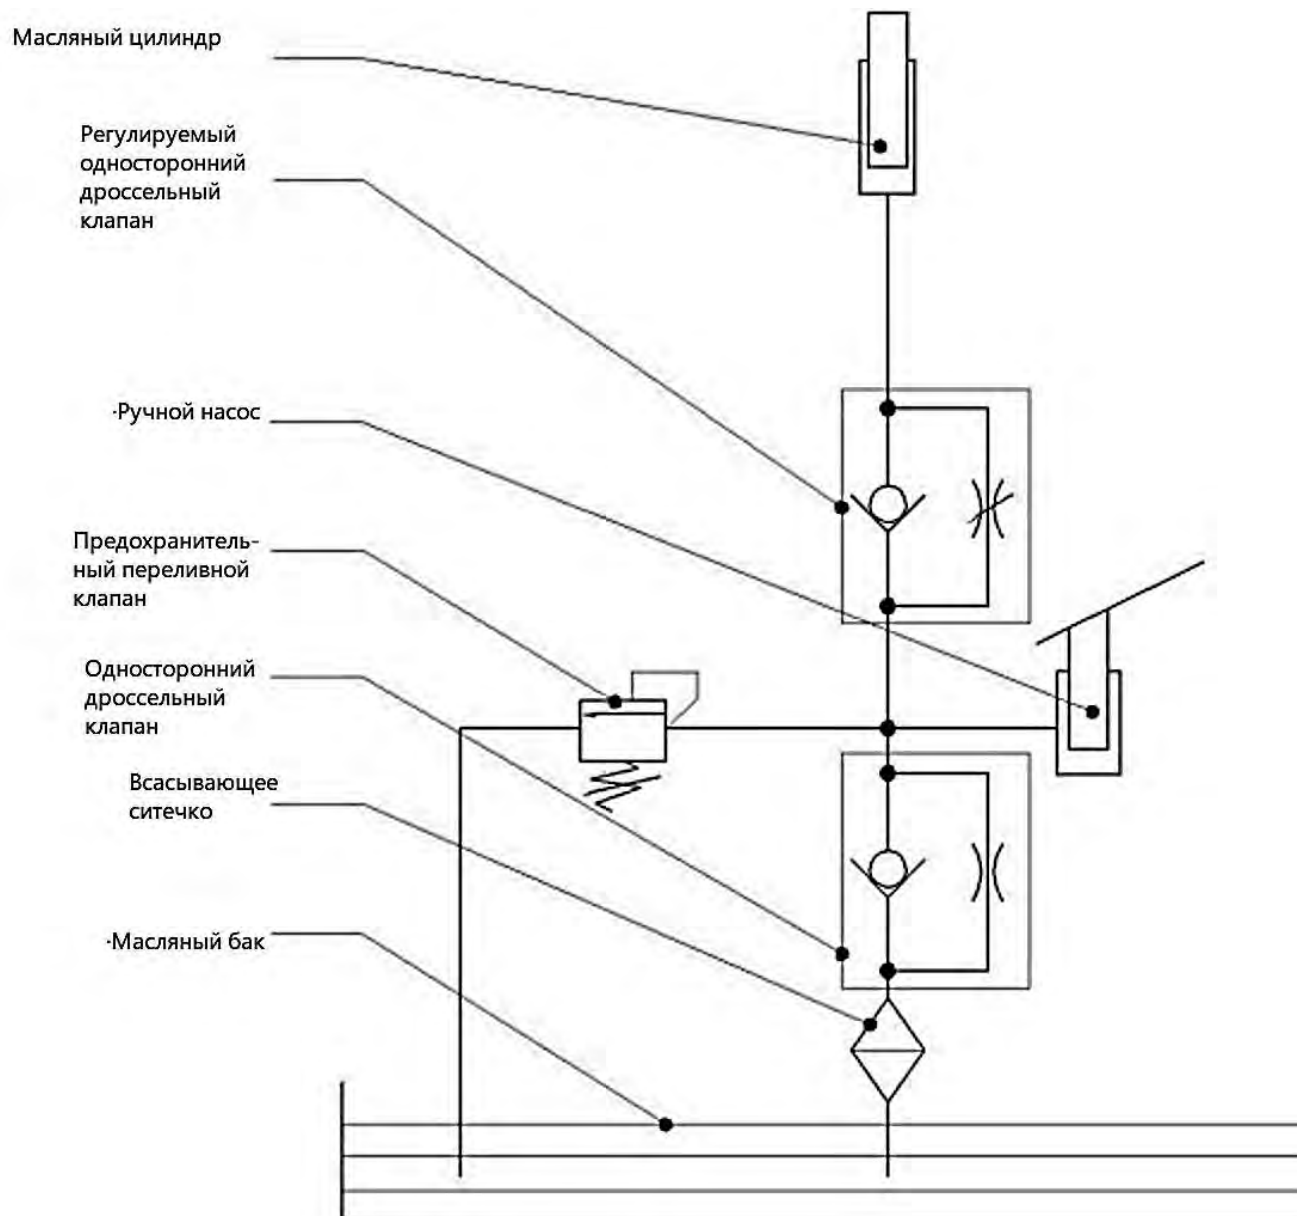 Масляный цилиндр
Регулируемый
односторонний
дроссельный
клапан
·Ручной насос
Предохранитель-
ный переливной
клапан
Односторонний
дроссельный
клапан
Всасывающее
ситечко
·Масляный бак